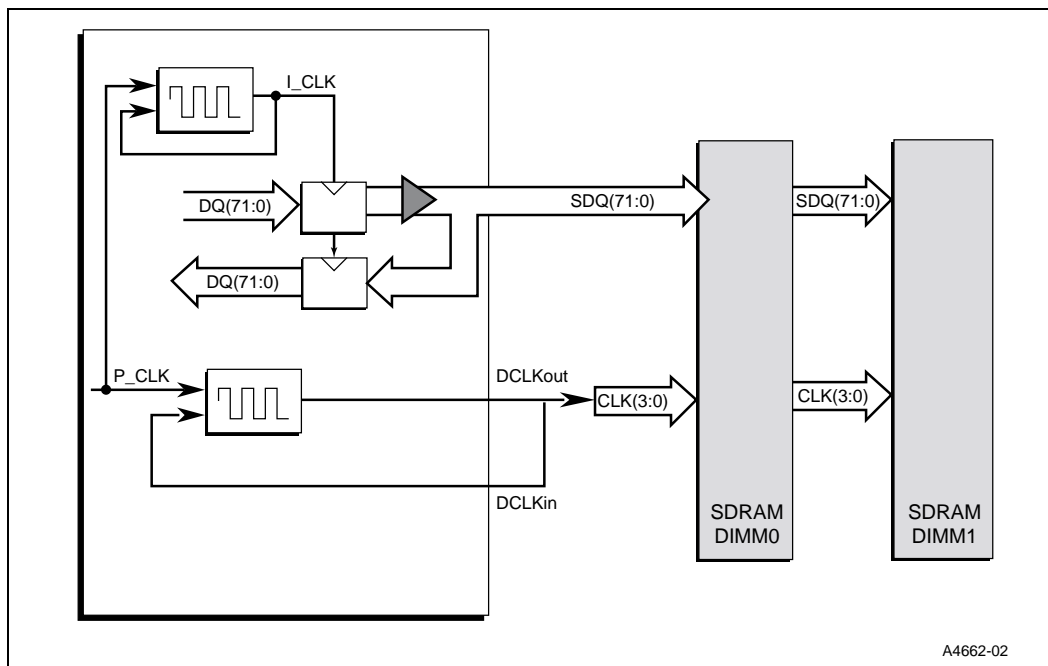 I_CLK
DQ(71:0)
SDQ(71:0)
SDQ(71:0)
DQ(71:0)
P_CLK
DCLKout
CLK(3:0)
CLK(3:0)
DCLKin
SDRAM
DIMM0
SDRAM
DIMM1
A4662-02